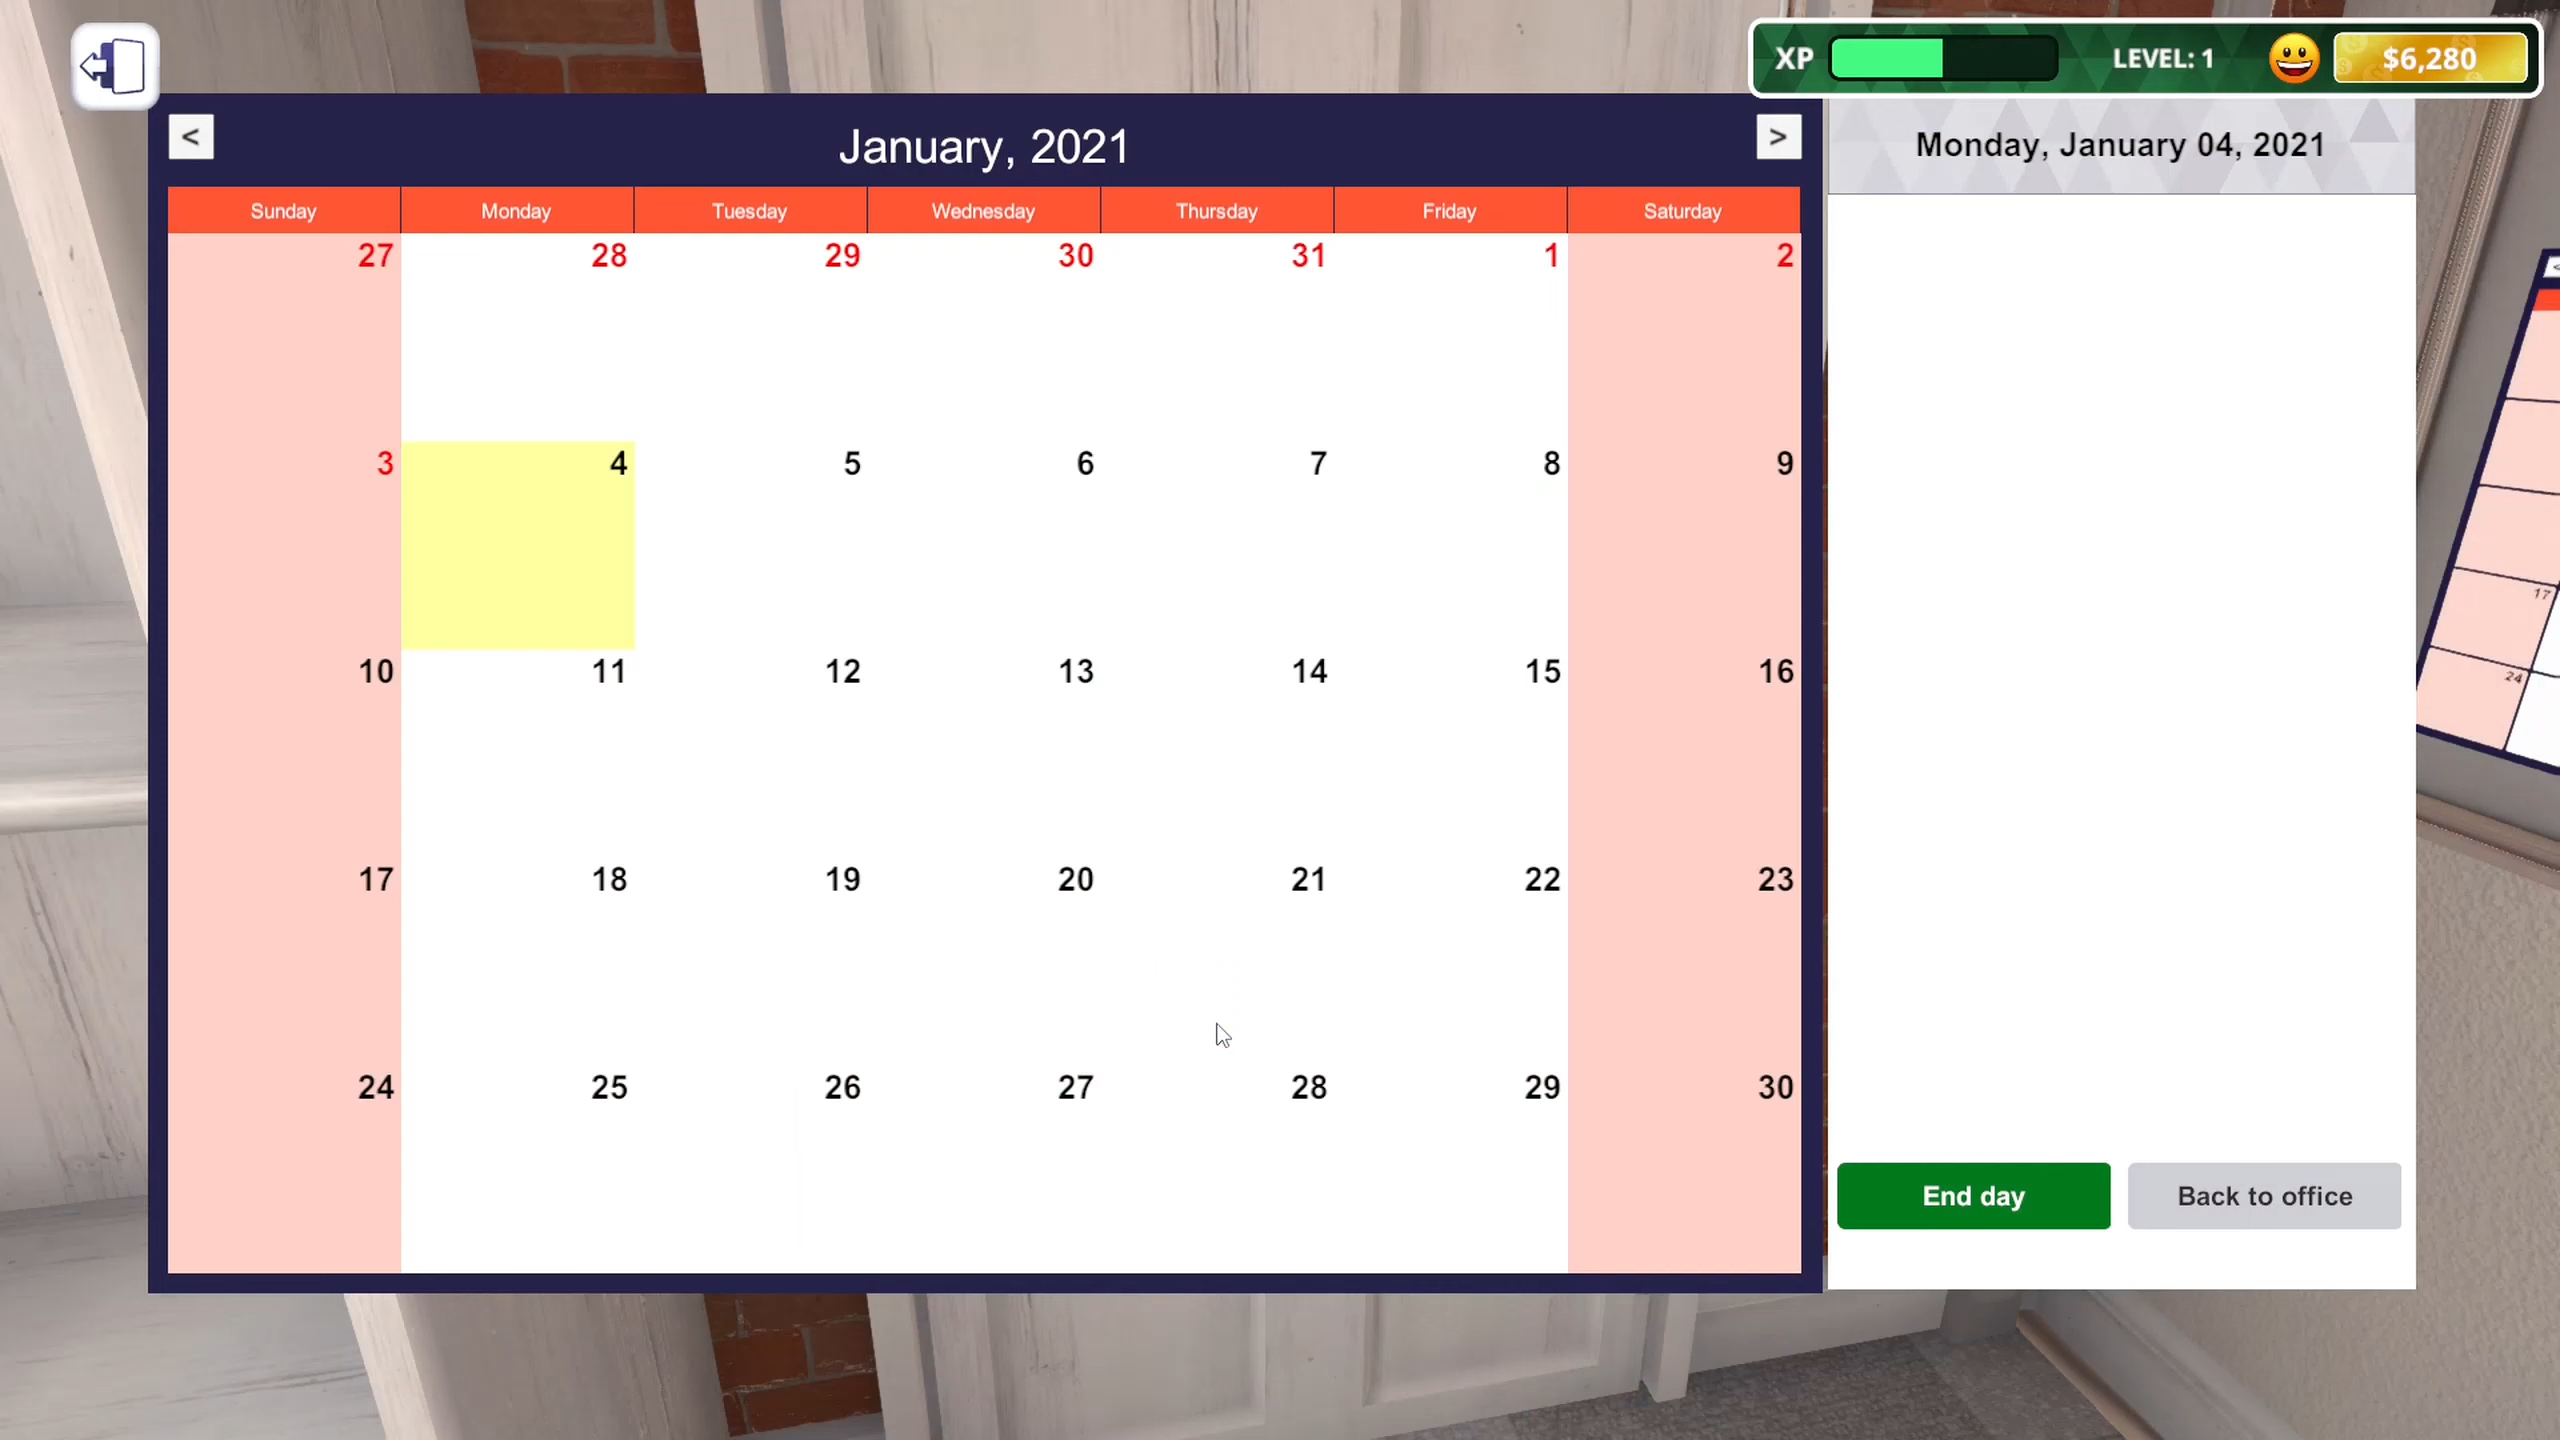 XP LEVEL: 1 $6,280
< January, 2021 >
Monday, January 04, 2021
Sunday Monday Tuesday Wednesday Thursday Friday Saturday
27 28 29 30 31 1 2
3 4 5 6 7 8 9
10 11 12 13 14 15 16
17 18 19 20 21 22 23
24 25 26 27 28 29 30
End day Back to office
17
24